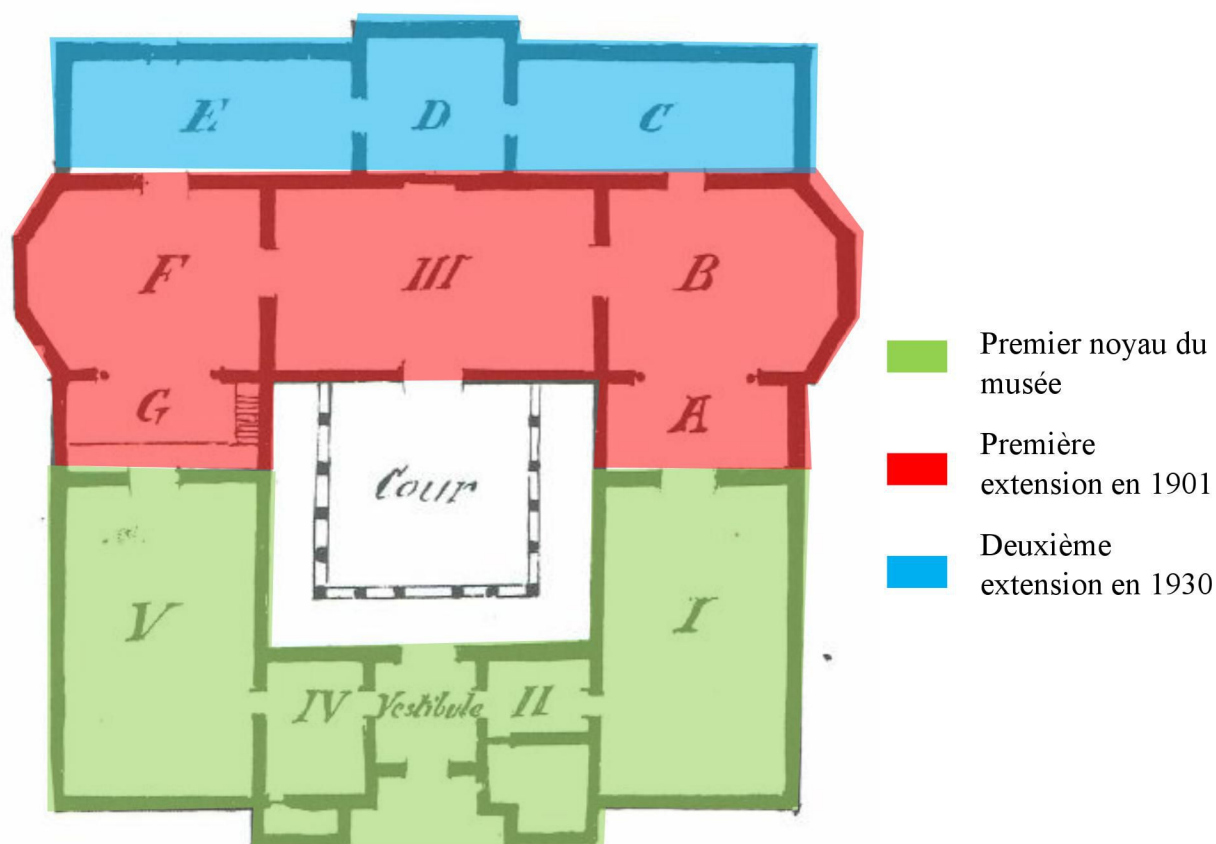 E D C
F III B
G A
Cour
V I
IV Vestibule II
Premier noyau du
musée
Première
extension en 1901
Deuxième
extension en 1930